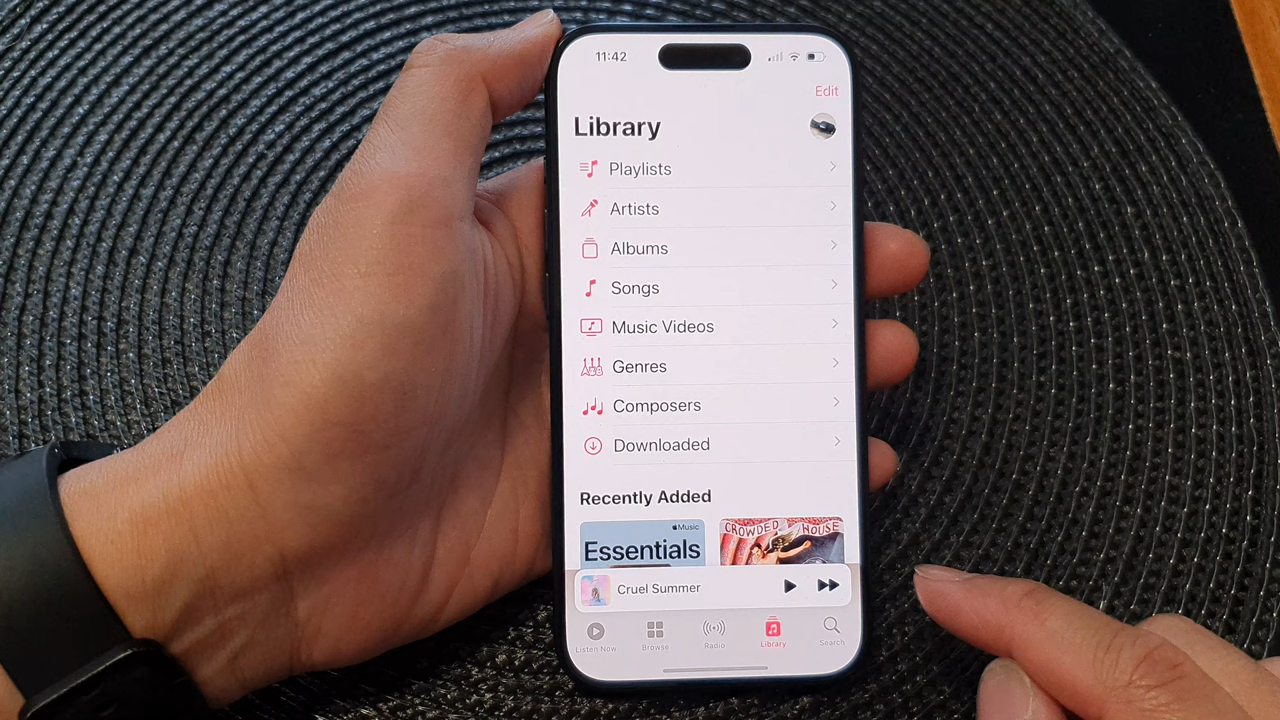 11:42
Edit
Library
Playlists
Artists
Albums
Songs
Music Videos
Genres
Composers
Downloaded
Recently Added
Music
Essentials
CROWDED HOUSE
Cruel Summer
Listen Now
Browse
Radio
Library
Search